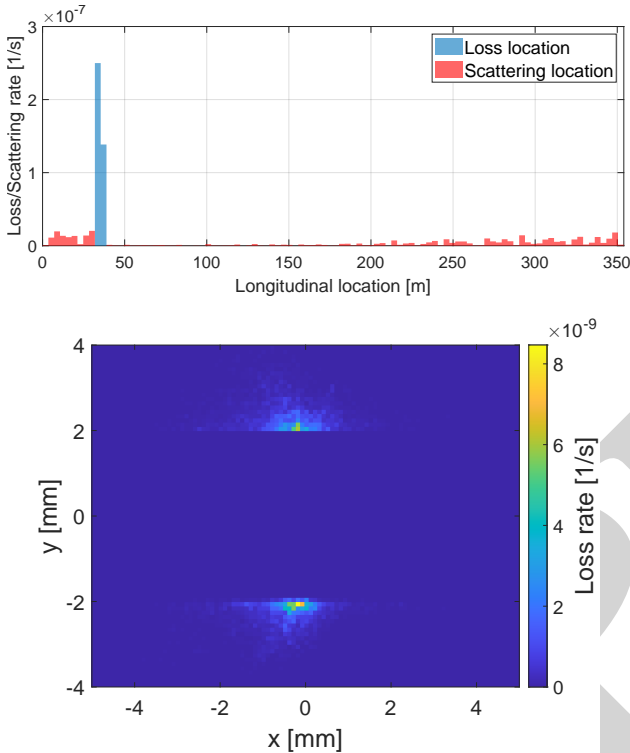 ×10⁻⁷
3
2
1
0
Loss/Scattering rate [1/s]
Loss location
Scattering location
0 50 100 150 200 250 300 350
Longitudinal location [m]
×10⁻⁹
4
2
0
-2
-4
y [mm]
-4 -2 0 2 4
x [mm]
8
6
4
2
0
Loss rate [1/s]